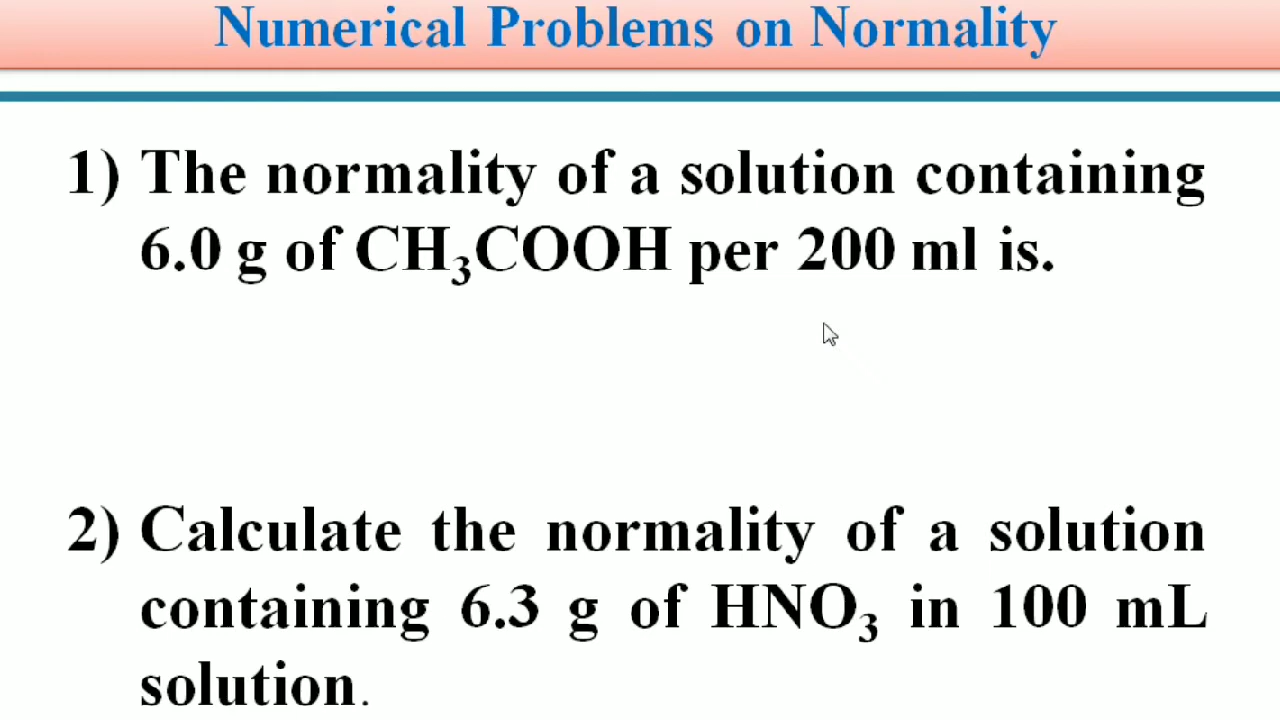 Numerical Problems on Normality
1) The normality of a solution containing
6.0 g of CH₃COOH per 200 ml is.
2) Calculate the normality of a solution
containing 6.3 g of HNO₃ in 100 mL
solution.